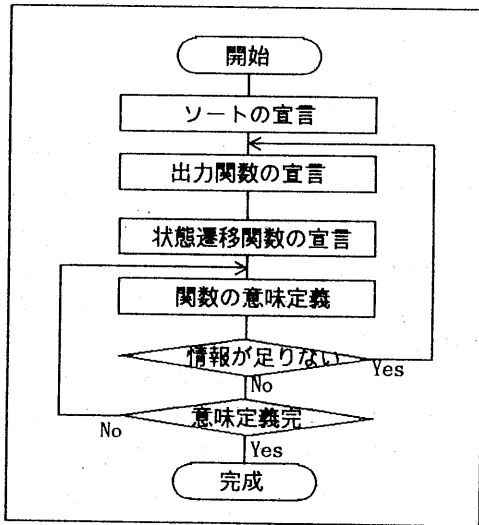 開始
ソートの宣言
出力関数の宣言
状態遷移関数の宣言
関数の意味定義
情報が足りない
Yes
No
意味定義完
No
Yes
完成